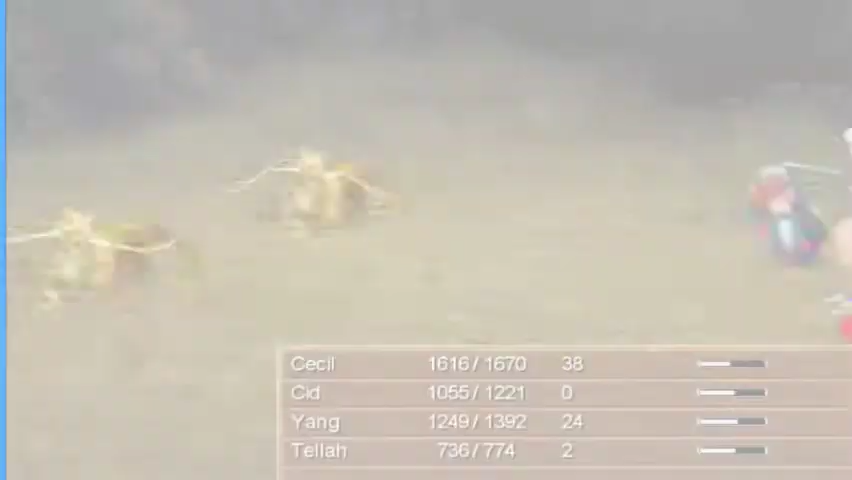 Cecil 1616 / 1670 38
Cid 1055 / 1221 0
Yang 1249 / 1392 24
Tellah 736 / 774 2